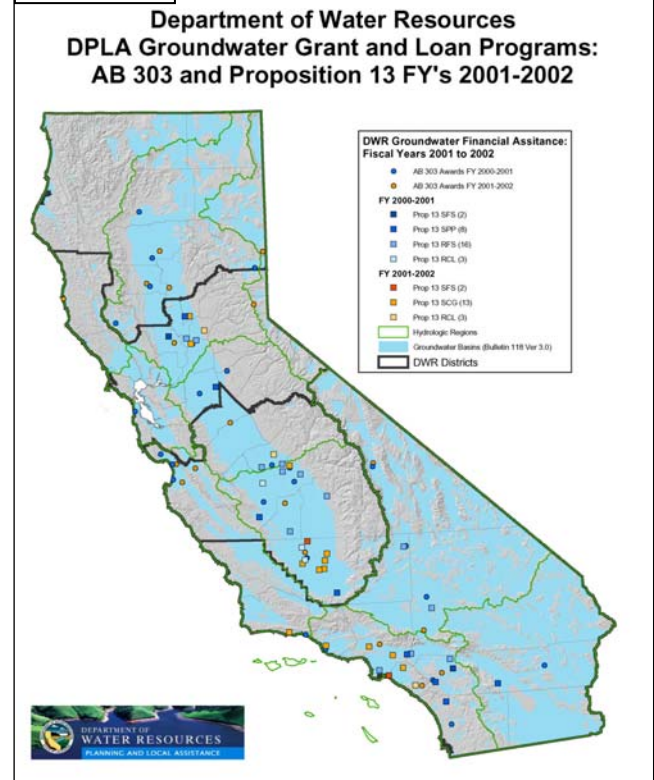 Department of Water Resources
DPLA Groundwater Grant and Loan Programs:
AB 303 and Proposition 13 FY's 2001-2002
DWR Groundwater Financial Assitance:
Fiscal Years 2001 to 2002
AB 303 Awards FY 2000-2001
AB 303 Awards FY 2001-2002
FY 2000-2001
Prop 13 SFS (2)
Prop 13 SPP (8)
Prop 13 RFS (16)
Prop 13 RCL (3)
FY 2001-2002
Prop 13 SFS (2)
Prop 13 SCG (13)
Prop 13 RCL (3)
Hydrologic Regions
Groundwater Basins (Bulletin 118 Ver 3.0)
DWR Districts
DEPARTMENT OF
WATER RESOURCES
PLANNING AND LOCAL ASSISTANCE